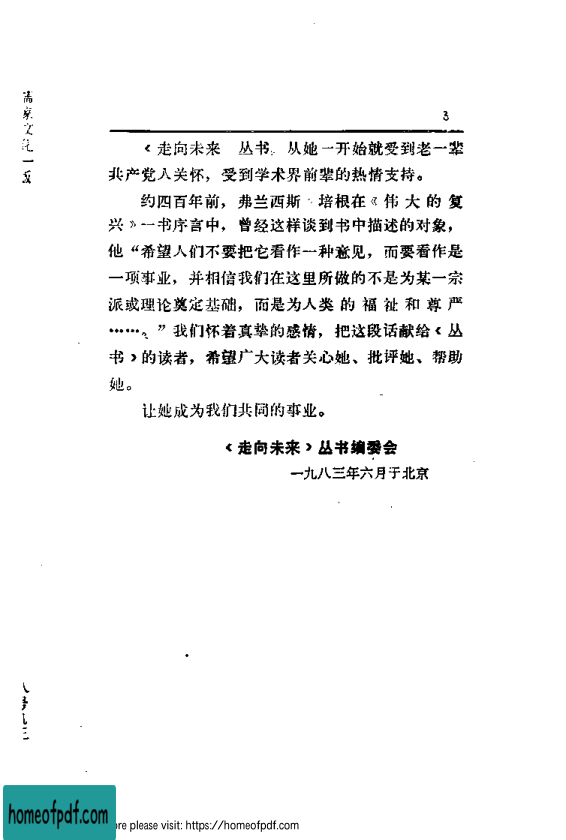 3
《走向未来 丛书, 从她一开始就受到老一辈
共产党人关怀，受到学术界前辈的热情支持。
约四百年前，弗兰西斯·培根在《伟大的复
兴》一书序言中，曾经这样谈到书中描述的对象，
他“希望人们不要把它看作一种意见，而要看作是
一项事业，并相信我们在这里所做的不是为某一宗
派或理论奠定基础，而是为人类的福祉和尊严
……。”我们怀着真挚的感情，把这段话献给《丛
书》的读者，希望广大读者关心她、批评她、帮助
她。
让她成为我们共同的事业。
《走向未来》丛书编委会
一九八三年六月于北京
homeofpdf.com
ore please visit: https://homeofpdf.com